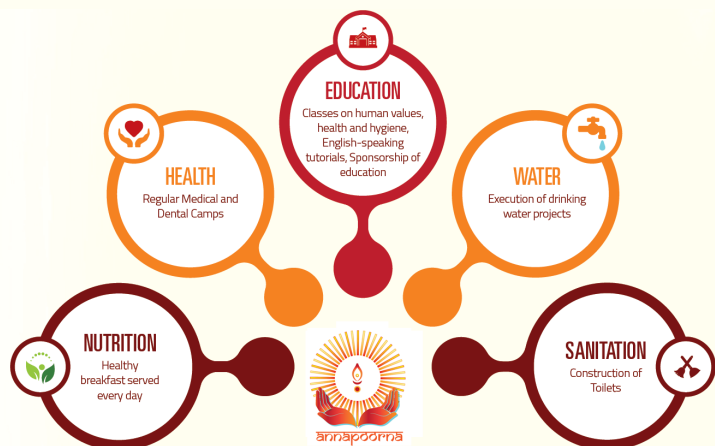 EDUCATION
Classes on human values,
health and hygiene,
English-speaking
tutorials, Sponsorship of
education
HEALTH
Regular Medical and
Dental Camps
WATER
Execution of drinking
water projects
NUTRITION
Healthy
breakfast served
every day
SANITATION
Construction of
Toilets
annapoorna